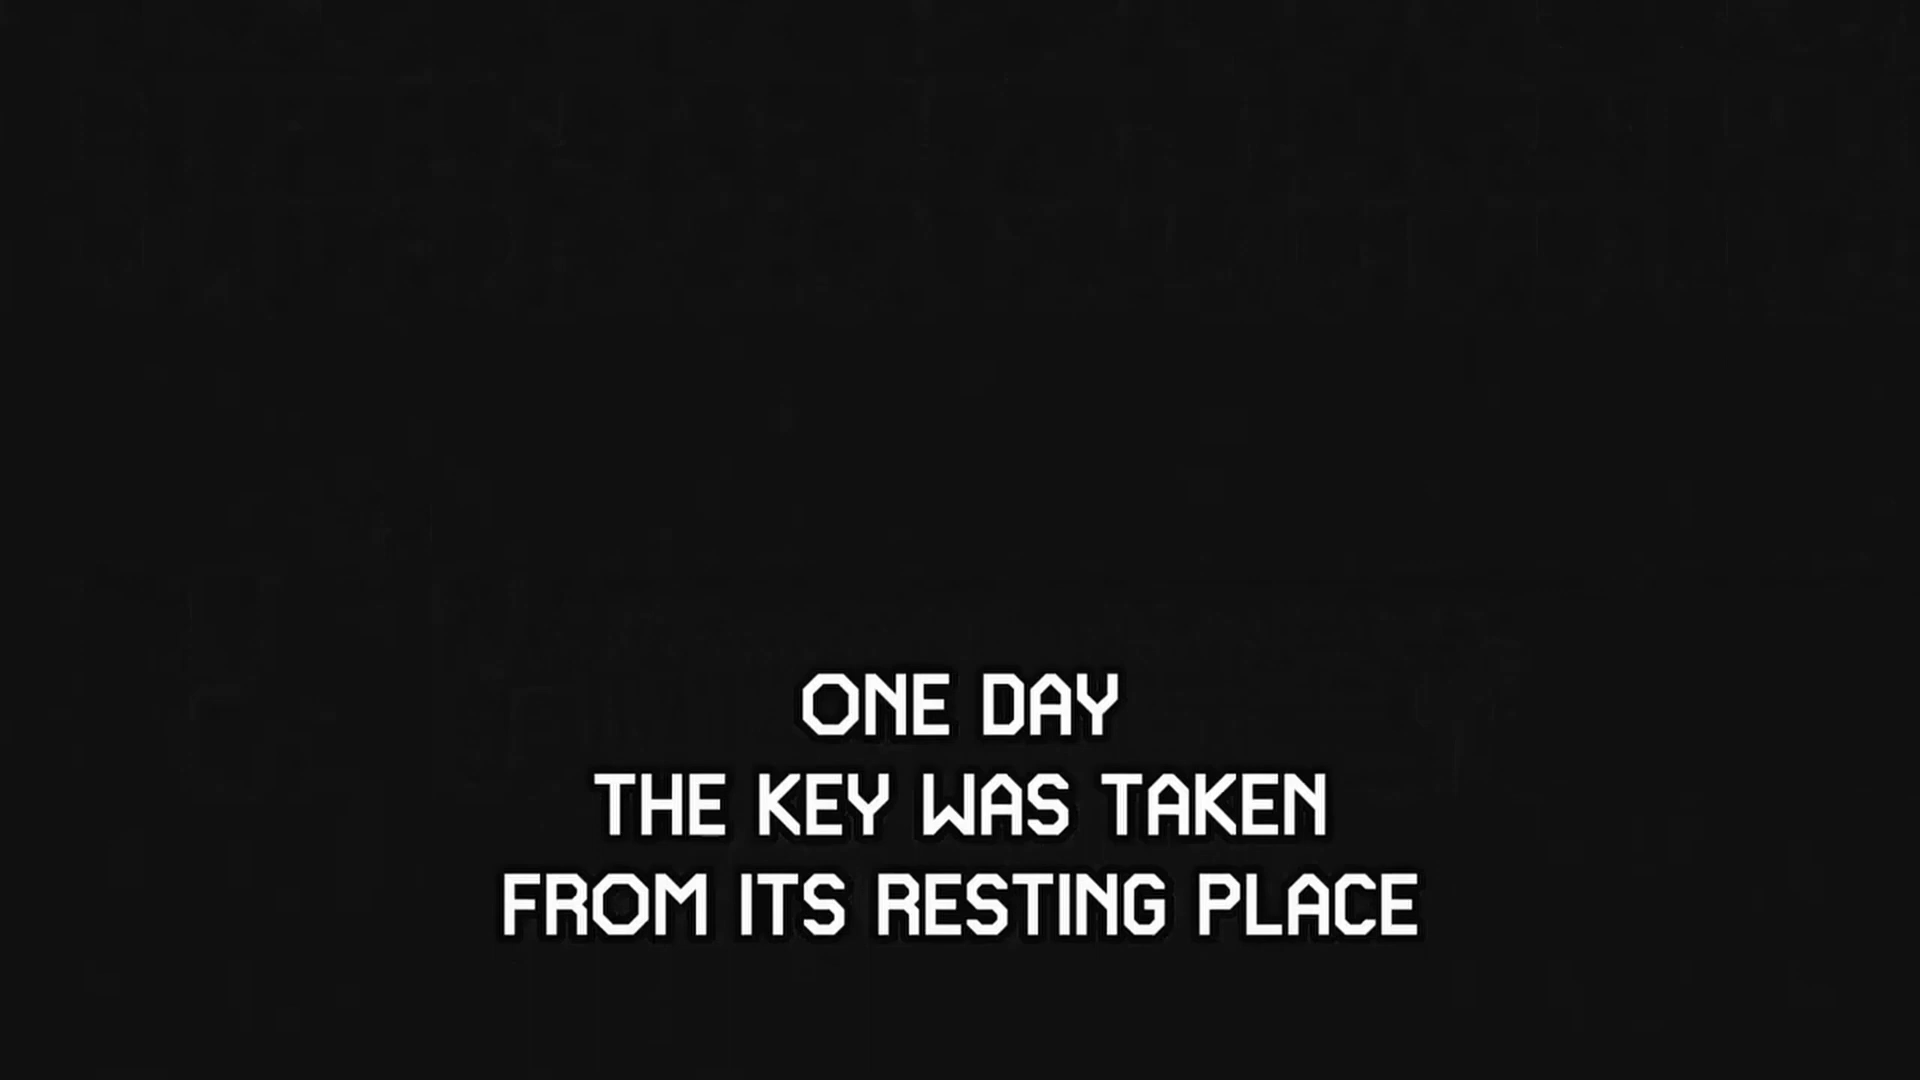 ONE DAY
THE KEY WAS TAKEN
FROM ITS RESTING PLACE